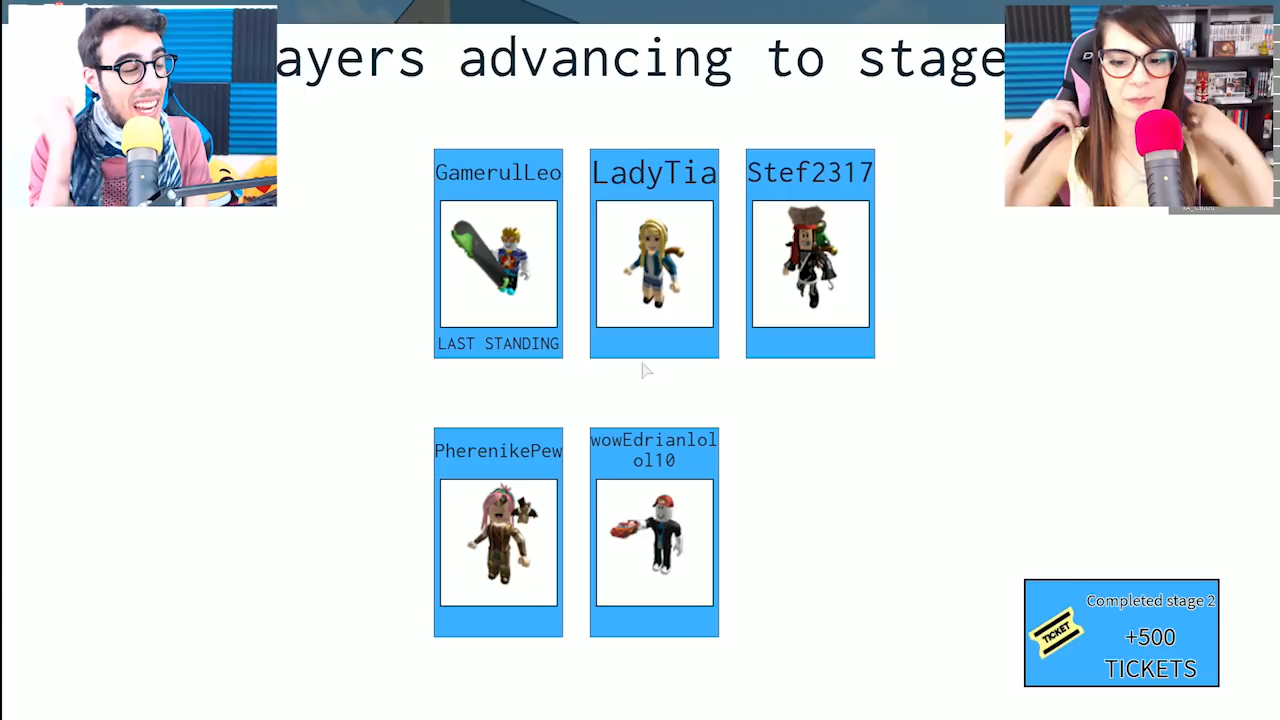 ayers advancing to stage
GamerulLeo
LadyTia
Stef2317
LAST STANDING
PherenikePew
wowEdrianlol
ol10
Completed stage 2
TICKET
+500
TICKETS